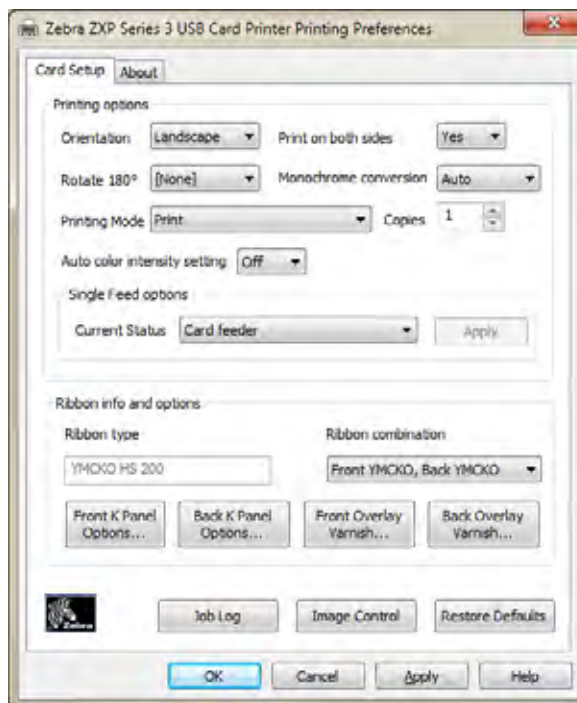 Zebra ZXP Series 3 USB Card Printer Printing Preferences
Card Setup About
Printing options
Orientation Landscape Print on both sides Yes
Rotate 180° [None] Monochrome conversion Auto
Printing Mode Print Copies 1
Auto color intensity setting Off
Single Feed options
Current Status Card feeder Apply
Ribbon info and options
Ribbon type Ribbon combination
YMCKO HS 200 Front YMCKO, Back YMCKO
Front K Panel Back K Panel Front Overlay Back Overlay
Options... Options... Varnish... Varnish...
Zebra Job Log Image Control Restore Defaults
OK Cancel Apply Help